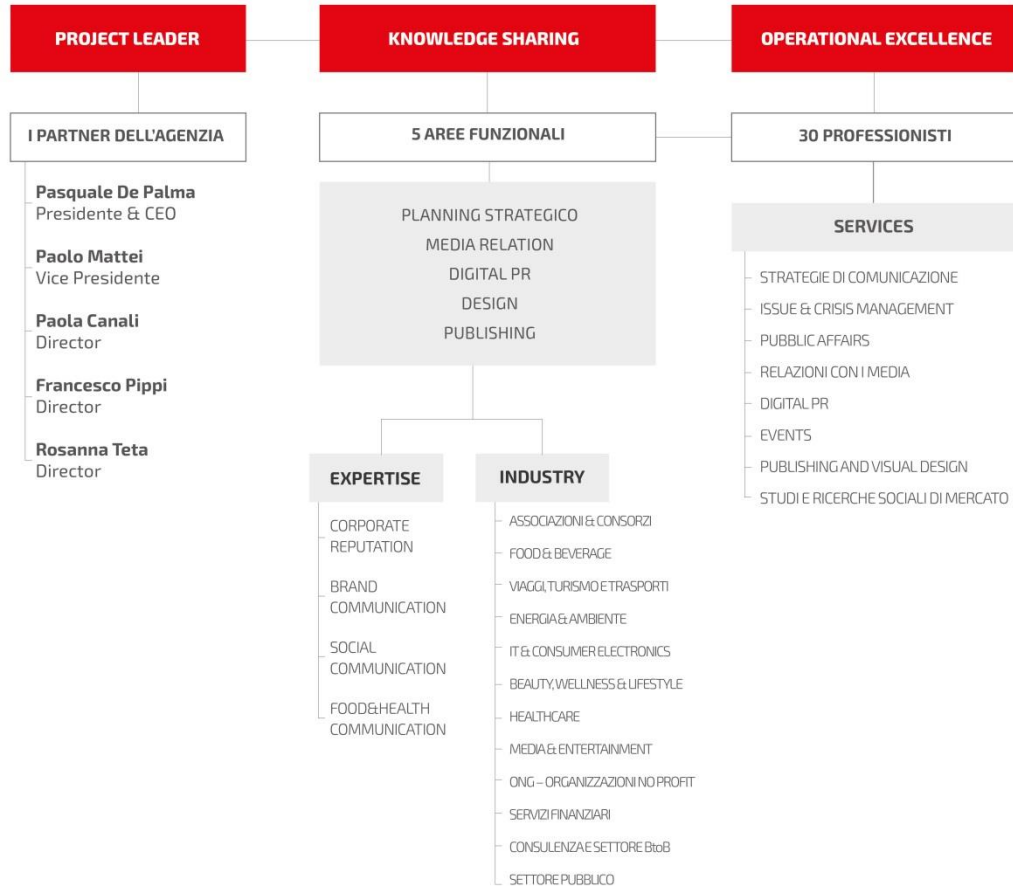 PROJECT LEADER
KNOWLEDGE SHARING
OPERATIONAL EXCELLENCE
I PARTNER DELL'AGENZIA
5 AREE FUNZIONALI
30 PROFESSIONISTI
Pasquale De Palma
Presidente & CEO
Paolo Mattei
Vice Presidente
Paola Canali
Director
Francesco Pippi
Director
Rosanna Teta
Director
PLANNING STRATEGICO
MEDIA RELATION
DIGITAL PR
DESIGN
PUBLISHING
EXPERTISE
CORPORATE
REPUTATION
BRAND
COMMUNICATION
SOCIAL
COMMUNICATION
FOOD&HEALTH
COMMUNICATION
INDUSTRY
ASSOCIAZIONI & CONSORZI
FOOD & BEVERAGE
VIAGGI, TURISMO E TRASPORTI
ENERGIA & AMBIENTE
IT & CONSUMER ELECTRONICS
BEAUTY, WELLNESS & LIFESTYLE
HEALTHCARE
MEDIA & ENTERTAINMENT
ONG – ORGANIZZAZIONI NO PROFIT
SERVIZI FINANZIARI
CONSULENZA E SETTORE BtoB
SETTORE PUBBLICO
SERVICES
STRATEGIE DI COMUNICAZIONE
ISSUE & CRISIS MANAGEMENT
PUBBLIC AFFAIRS
RELAZIONI CON I MEDIA
DIGITAL PR
EVENTS
PUBLISHING AND VISUAL DESIGN
STUDI E RICERCHE SOCIALI DI MERCATO